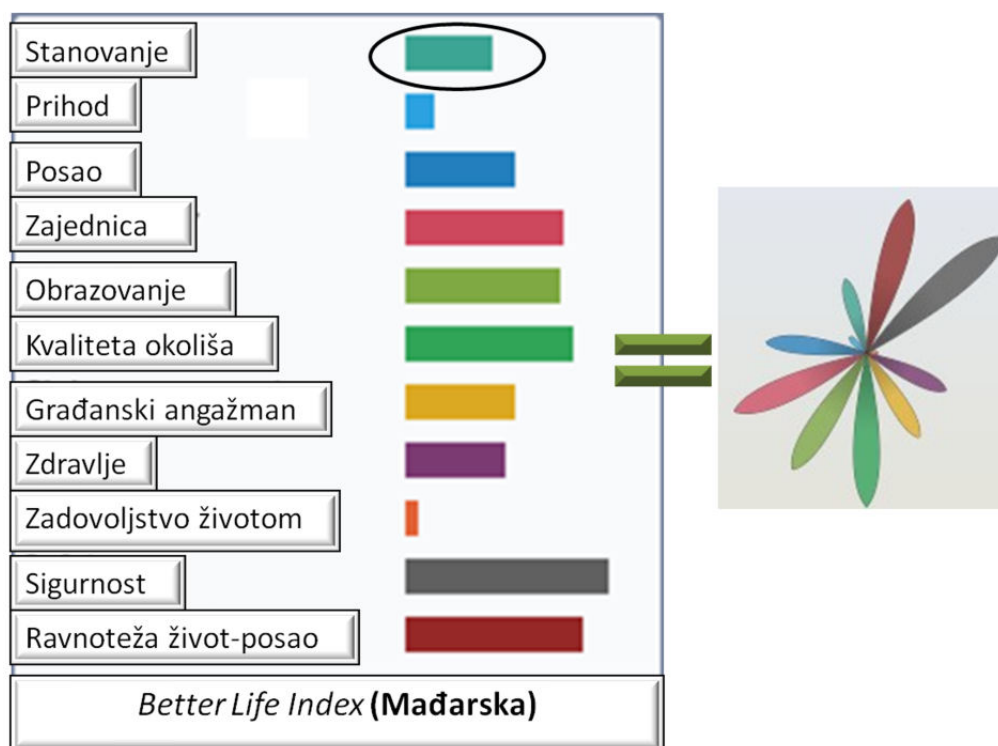 Stanovanje
Prihod
Posao
Zajednica
Obrazovanje
Kvaliteta okoliša
Građanski angažman
Zdravlje
Zadovoljstvo životom
Sigurnost
Ravnoteža život-posao
Better Life Index (Mađarska)